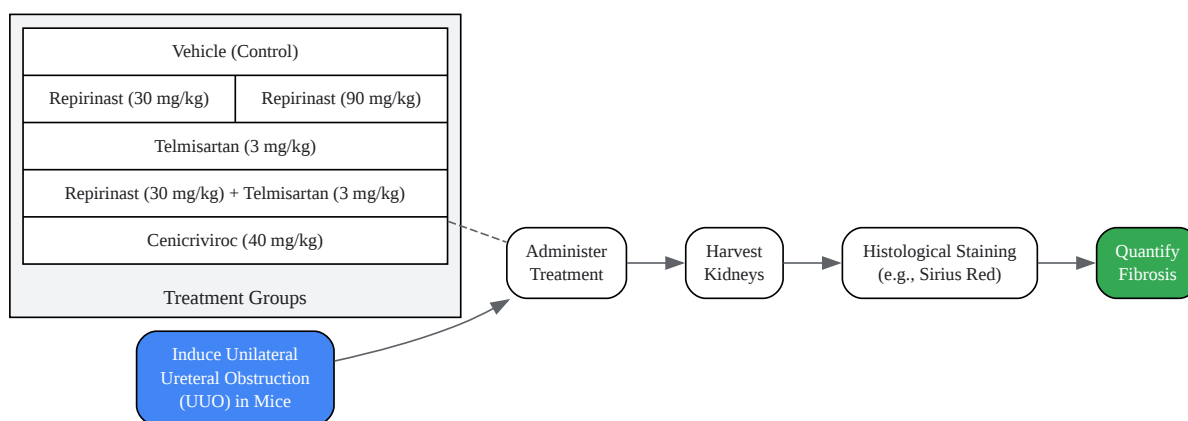 Vehicle (Control)
Repirinast (30 mg/kg)
Repirinast (90 mg/kg)
Telmisartan (3 mg/kg)
Repirinast (30 mg/kg) + Telmisartan (3 mg/kg)
Cenicriviroc (40 mg/kg)
Treatment Groups
Induce Unilateral
Ureteral Obstruction
(UUO) in Mice
Administer
Treatment
Harvest
Kidneys
Histological Staining
(e.g., Sirius Red)
Quantify
Fibrosis